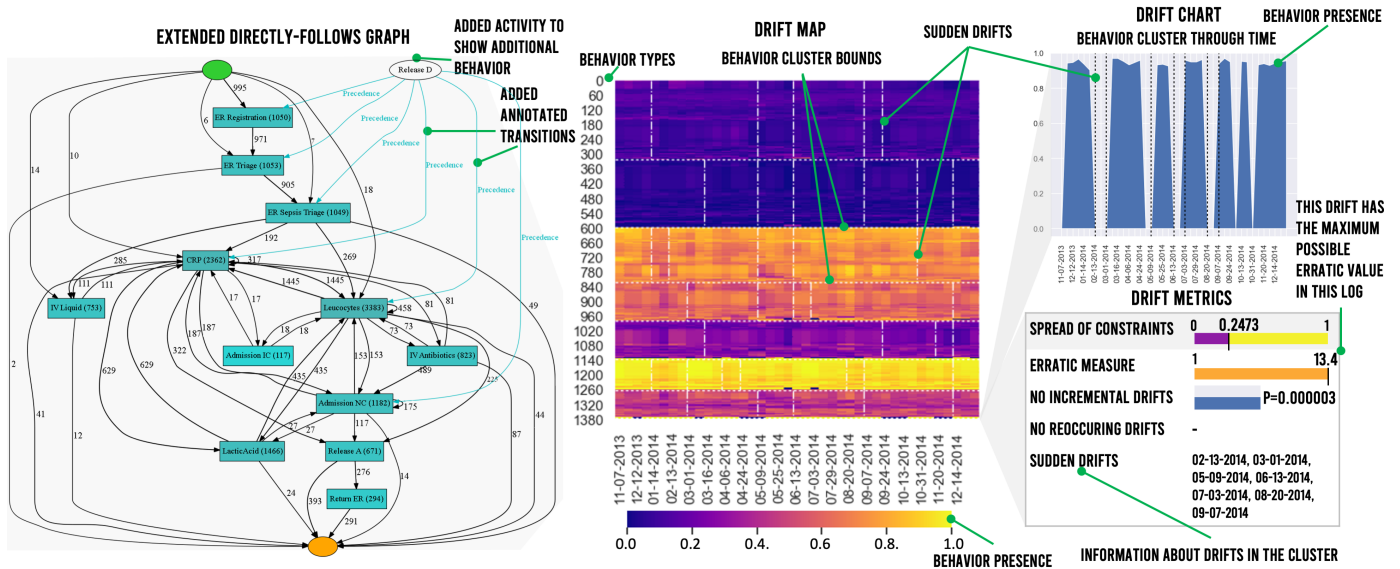 EXTENDED DIRECTLY-FOLLOWS GRAPH
ADDED ACTIVITY TO
SHOW ADDITIONAL
BEHAVIOR
Release D
ADDED
ANNOTATED
TRANSITIONS
995
Precedence
ER Registration (1050)
6
7
Precedence
971
Precedence
14
10
ER Triage (1053)
Precedence
905
18
Precedence
ER Sepsis Triage (1049)
192
Precedence
CRP (2362)
317
285
269
111
111
1445
1445
49
IV Liquid (753)
17
17
81
81
Leucocytes (3383)
458
187
187
18
18
73
73
Admission IC (117)
153
153
IV Antibiotics (823)
2
322
629
629
435
435
489
225
Admission NC (1182)
175
41
12
27
27
117
44
87
LacticAcid (1466)
Release A (671)
276
14
24
393
Return ER (294)
291
DRIFT MAP
BEHAVIOR TYPES
BEHAVIOR CLUSTER BOUNDS
SUDDEN DRIFTS
0
60
120
180
240
300
360
420
480
540
600
660
720
780
840
900
960
1020
1080
1140
1200
1260
1320
1380
11-07-2013
12-12-2013
01-14-2014
02-13-2014
03-01-2014
03-16-2014
04-06-2014
04-24-2014
05-09-2014
05-25-2014
06-13-2014
07-03-2014
07-29-2014
08-20-2014
09-07-2014
09-24-2014
10-13-2014
10-31-2014
11-20-2014
12-14-2014
0.0
0.2
0.4.
0.6
0.8.
1.0
BEHAVIOR PRESENCE
DRIFT CHART
BEHAVIOR CLUSTER THROUGH TIME
BEHAVIOR PRESENCE
1.0
0.8
0.6
0.4
0.2
0.0
11-07-2013
12-12-2013
01-14-2014
02-13-2014
03-01-2014
03-16-2014
04-06-2014
04-24-2014
05-09-2014
05-25-2014
06-13-2014
07-03-2014
07-29-2014
08-20-2014
09-07-2014
09-24-2014
10-13-2014
10-31-2014
11-20-2014
12-14-2014
THIS DRIFT HAS
THE MAXIMUM
POSSIBLE
ERRATIC VALUE
IN THIS LOG
DRIFT METRICS
SPREAD OF CONSTRAINTS
0
0.2473
1
ERRATIC MEASURE
1
13.4
NO INCREMENTAL DRIFTS
P=0.000003
NO REOCCURING DRIFTS
-
SUDDEN DRIFTS
02-13-2014, 03-01-2014,
05-09-2014, 06-13-2014,
07-03-2014, 08-20-2014,
09-07-2014
INFORMATION ABOUT DRIFTS IN THE CLUSTER